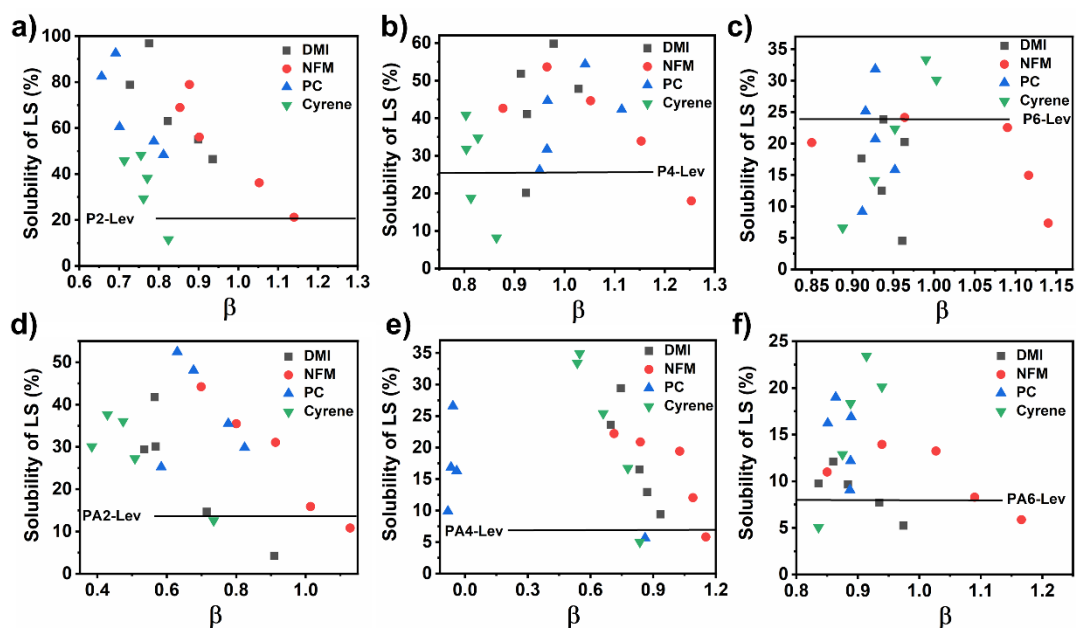 a)
Solubility of LS (%)
100
80
60
40
20
0
DMI
NFM
PC
Cyrene
P2-Lev
0.6 0.7 0.8 0.9 1.0 1.1 1.2 1.3
β
b)
Solubility of LS (%)
60
50
40
30
20
10
0
DMI
NFM
PC
Cyrene
P4-Lev
0.8 0.9 1.0 1.1 1.2 1.3
β
c)
Solubility of LS (%)
35
30
25
20
15
10
5
0
DMI
NFM
PC
Cyrene
P6-Lev
0.85 0.90 0.95 1.00 1.05 1.10 1.15
β
d)
Solubility of LS (%)
50
40
30
20
10
0
DMI
NFM
PC
Cyrene
PA2-Lev
0.4 0.6 0.8 1.0
β
e)
Solubility of LS (%)
35
30
25
20
15
10
5
0
DMI
NFM
PC
Cyrene
PA4-Lev
0.0 0.3 0.6 0.9 1.2
β
f)
Solubility of LS (%)
25
20
15
10
5
0
DMI
NFM
PC
Cyrene
PA6-Lev
0.8 0.9 1.0 1.1 1.2
β